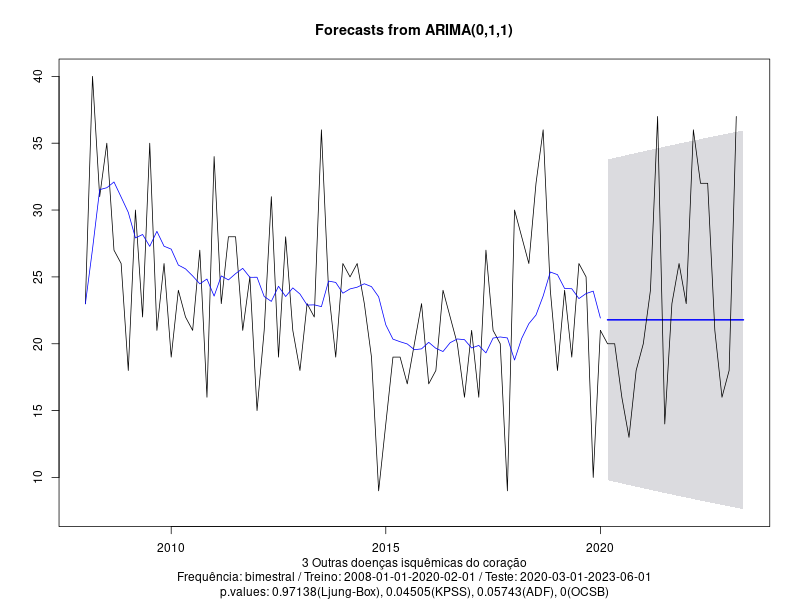 Forecasts from ARIMA(0,1,1)
40
35
30
25
20
15
10
2010
2015
2020
3 Outras doenças isquêmicas do coração
Frequência: bimestral / Treino: 2008-01-01-2020-02-01 / Teste: 2020-03-01-2023-06-01
p.values: 0.97138(Ljung-Box), 0.04505(KPSS), 0.05743(ADF), 0(OCSB)